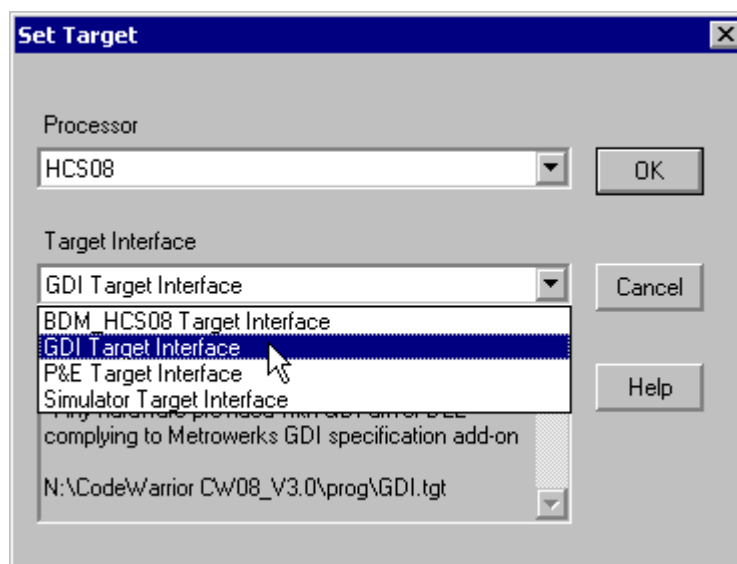 Set Target
Processor
HCS08
OK
Target Interface
GDI Target Interface
Cancel
BDM_HCS08 Target Interface
GDI Target Interface
P&E Target Interface
Simulator Target Interface
Help
complying to Metrowerks GDI specification add-on
N:\CodeWarrior CW08_V3.0\prog\GDI.tgt